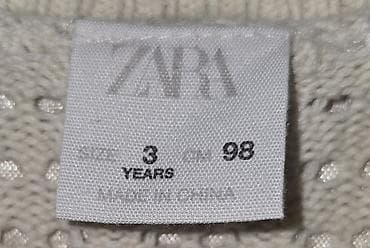 ZARA
SIZE 3 CM 98
YEARS
MADE IN CHINA